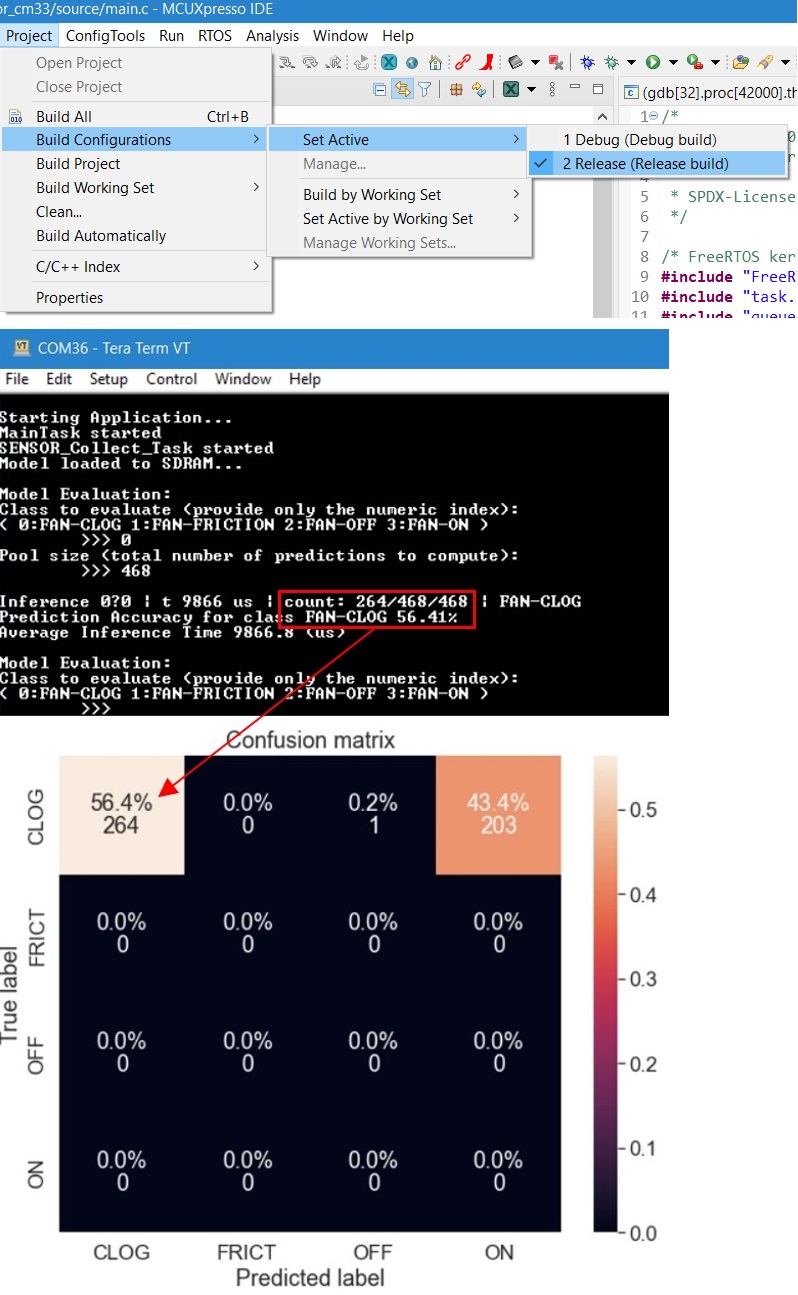 or_cm33/source/main.c - MCUXpresso IDE
Project ConfigTools Run RTOS Analysis Window Help
Open Project
Close Project
Build All Ctrl+B
Build Configurations
Build Project
Build Working Set
Clean...
Build Automatically
C/C++ Index
Properties
Set Active
Manage...
Build by Working Set
Set Active by Working Set
Manage Working Sets...
1 Debug (Debug build)
2 Release (Release build)
(gdb[32].proc[42000].th
1 /*
5 * SPDX-License
6 */
7
8 /* FreeRTOS ker
9 #include "FreeR
10 #include "task.
11 #include "queue
COM36 - Tera Term VT
File Edit Setup Control Window Help
Starting Application...
MainTask started
SENSOR_Collect_Task started
Model loaded to SDRAM...
Model Evaluation:
Class to evaluate (provide only the numeric index):
< 0:FAN-CLOG 1:FAN-FRICTION 2:FAN-OFF 3:FAN-ON >
>>> 0
Pool size (total number of predictions to compute):
>>> 468
Inference 0?0 | t 9866 us | count: 264/468/468 | FAN-CLOG
Prediction Accuracy for class FAN-CLOG 56.41%
Average Inference Time 9866.8 (us)
Model Evaluation:
Class to evaluate (provide only the numeric index):
< 0:FAN-CLOG 1:FAN-FRICTION 2:FAN-OFF 3:FAN-ON >
>>>
Confusion matrix
CLOG
56.4% 0.0% 0.2% 43.4%
264 0 1 203
FRICT
0.0% 0.0% 0.0% 0.0%
0 0 0 0
OFF
0.0% 0.0% 0.0% 0.0%
0 0 0 0
ON
0.0% 0.0% 0.0% 0.0%
0 0 0 0
True label
CLOG FRICT OFF ON
Predicted label
0.5
0.4
0.3
0.2
0.1
0.0